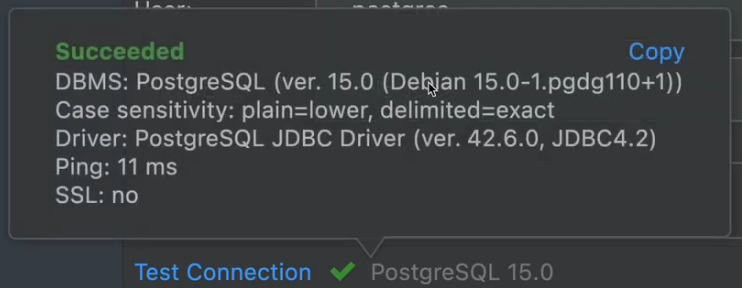 Succeeded Copy
DBMS: PostgreSQL (ver. 15.0 (Debian 15.0-1.pgdg110+1))
Case sensitivity: plain=lower, delimited=exact
Driver: PostgreSQL JDBC Driver (ver. 42.6.0, JDBC4.2)
Ping: 11 ms
SSL: no
Test Connection PostgreSQL 15.0